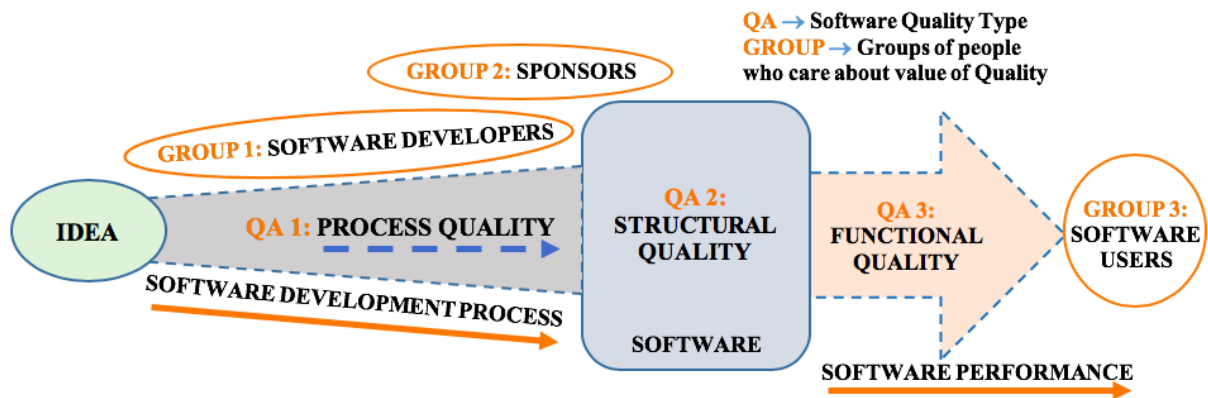 QA → Software Quality Type
GROUP → Groups of people
who care about value of Quality
GROUP 2: SPONSORS
GROUP 1: SOFTWARE DEVELOPERS
IDEA
QA 1: PROCESS QUALITY
SOFTWARE DEVELOPMENT PROCESS
QA 2:
STRUCTURAL
QUALITY
SOFTWARE
QA 3:
FUNCTIONAL
QUALITY
GROUP 3:
SOFTWARE
USERS
SOFTWARE PERFORMANCE